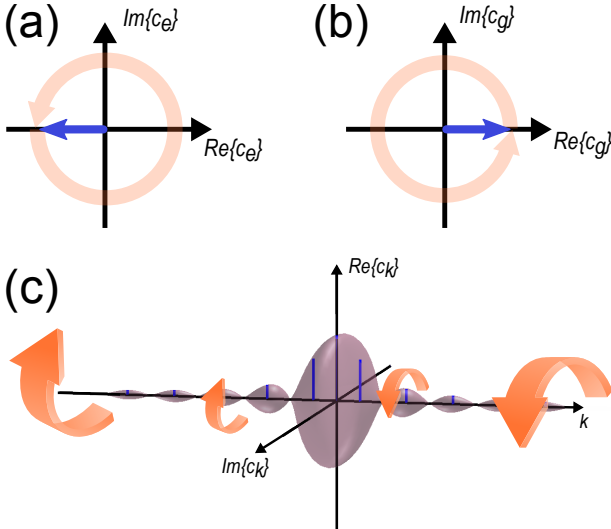 (a)
Im{ce}
Re{ce}
(b)
Im{cg}
Re{cg}
(c)
Re{ck}
Im{ck}
k